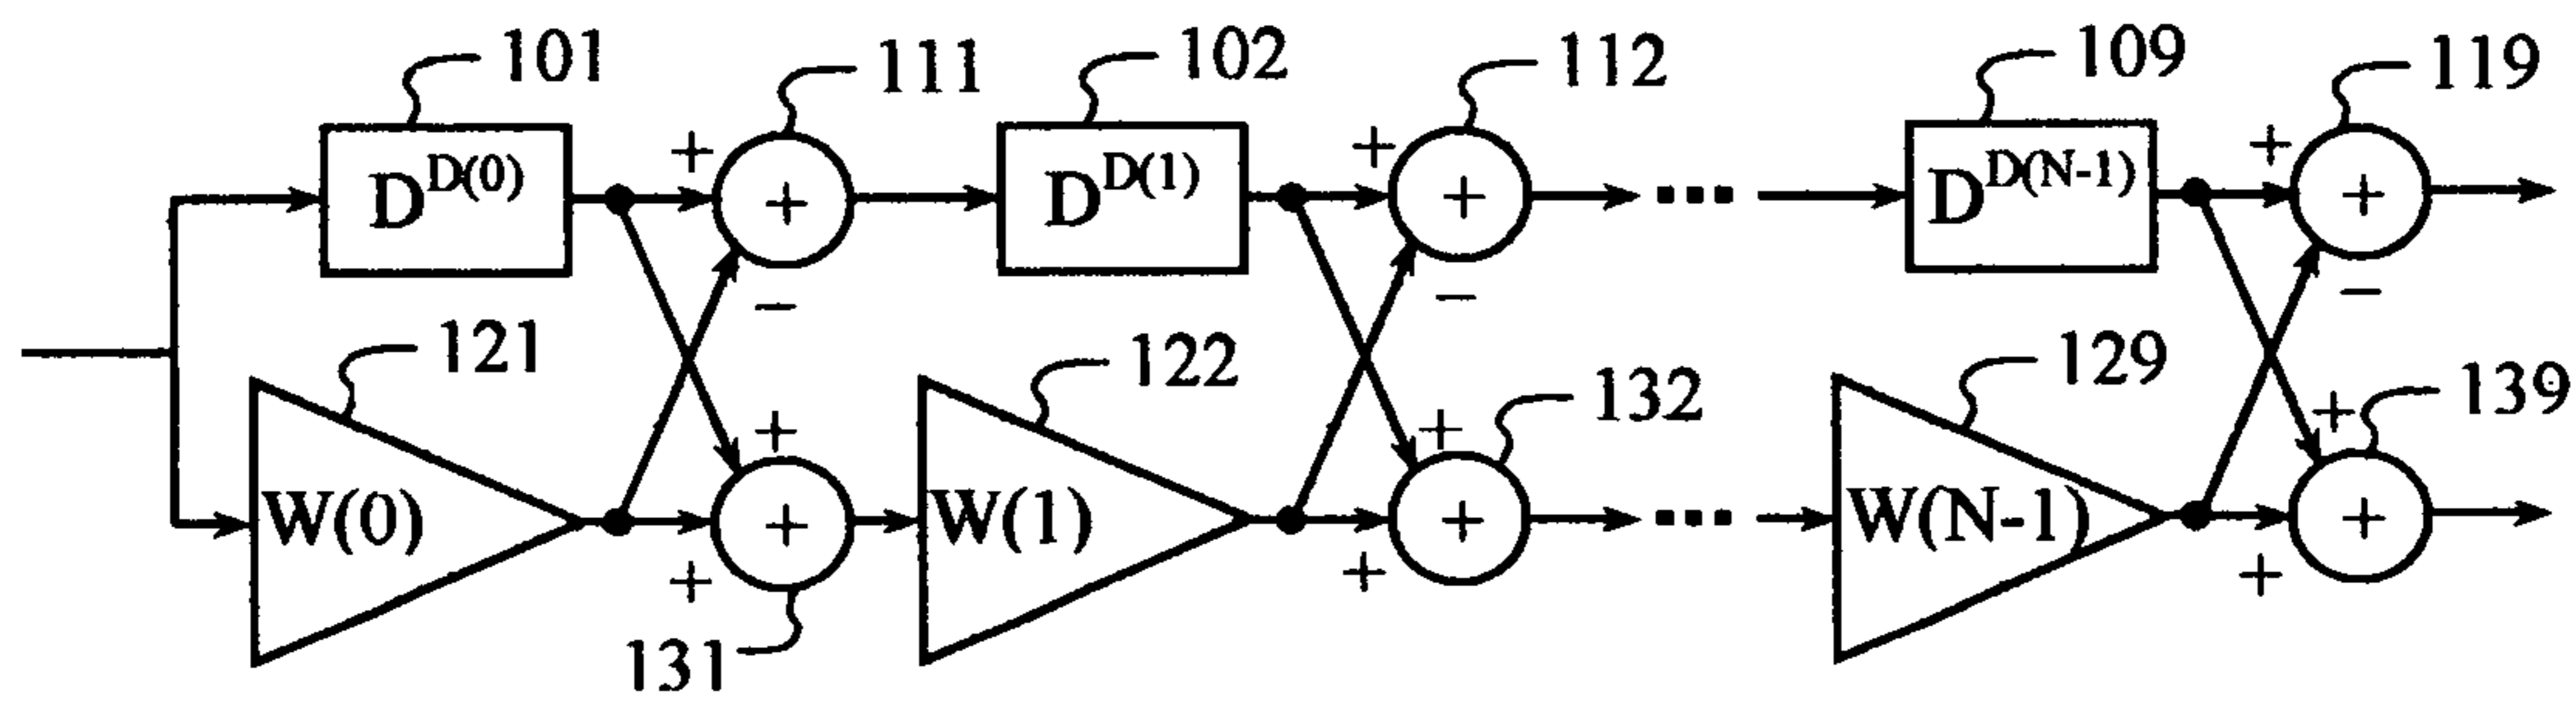 101 111 102 112 109 119
+ + +
D^D(0) + D^D(1) + ... D^D(N-1) +
− − −
121 122 132 129 139
+ + +
W(0) + W(1) + ... W(N-1) +
+ + +
131